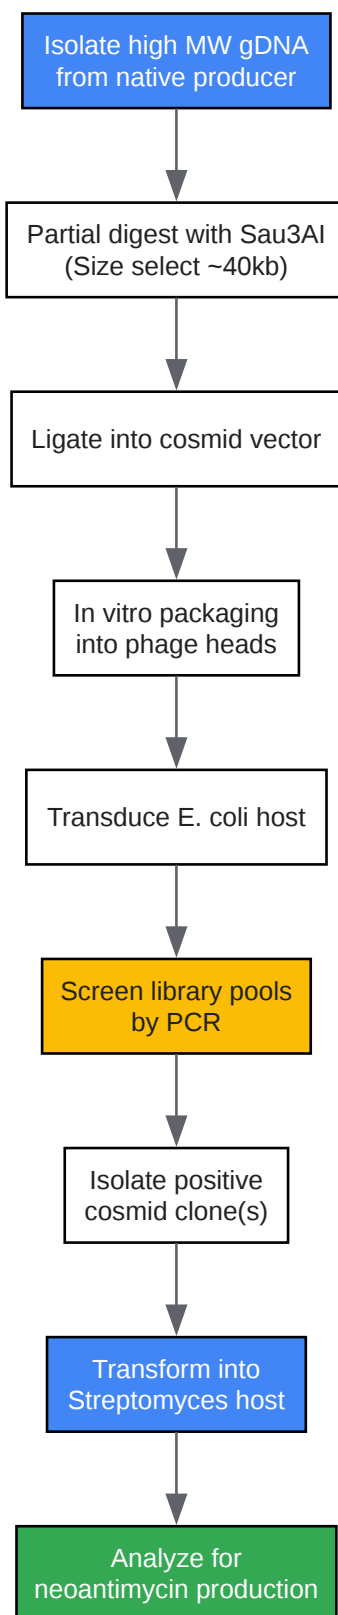 Isolate high MW gDNA
from native producer
Partial digest with Sau3AI
(Size select ~40kb)
Ligate into cosmid vector
In vitro packaging
into phage heads
Transduce E. coli host
Screen library pools
by PCR
Isolate positive
cosmid clone(s)
Transform into
Streptomyces host
Analyze for
neoantimycin production